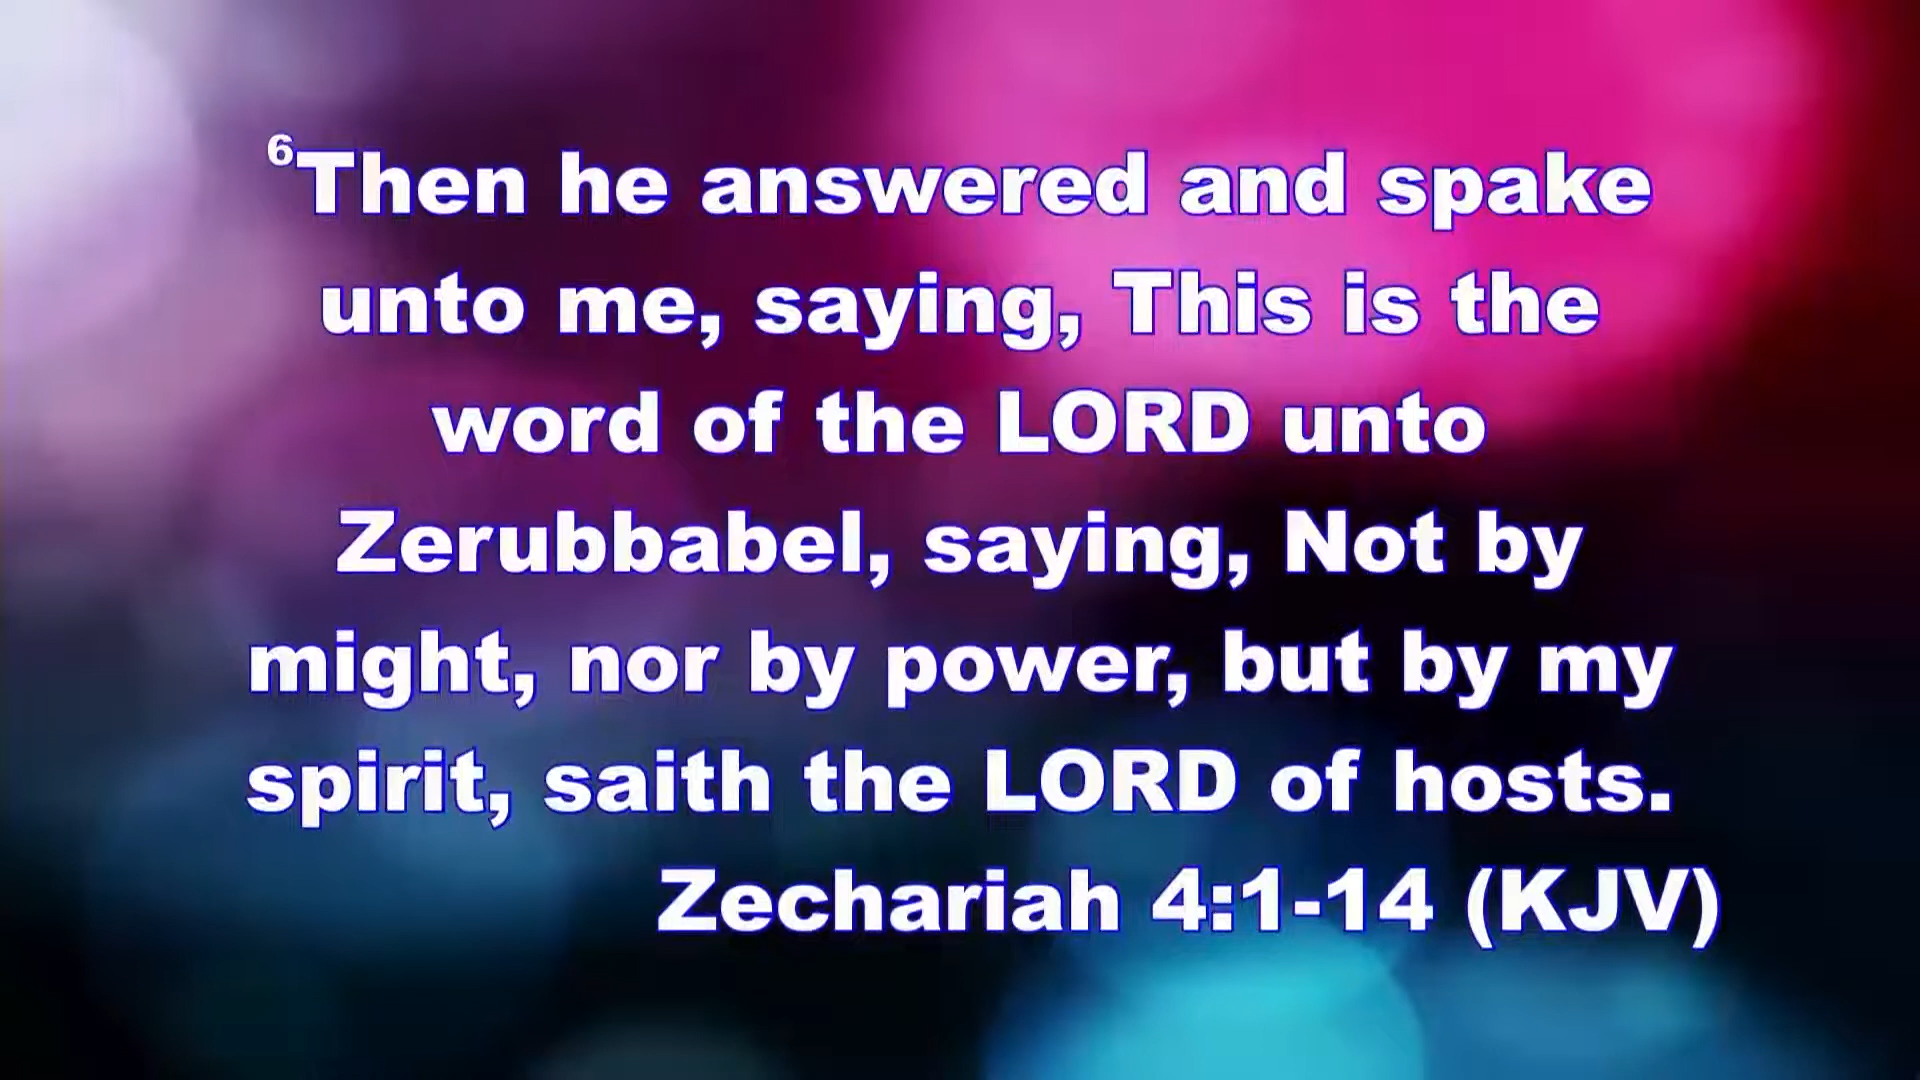 ⁶Then he answered and spake
unto me, saying, This is the
word of the LORD unto
Zerubbabel, saying, Not by
might, nor by power, but by my
spirit, saith the LORD of hosts.
Zechariah 4:1-14 (KJV)